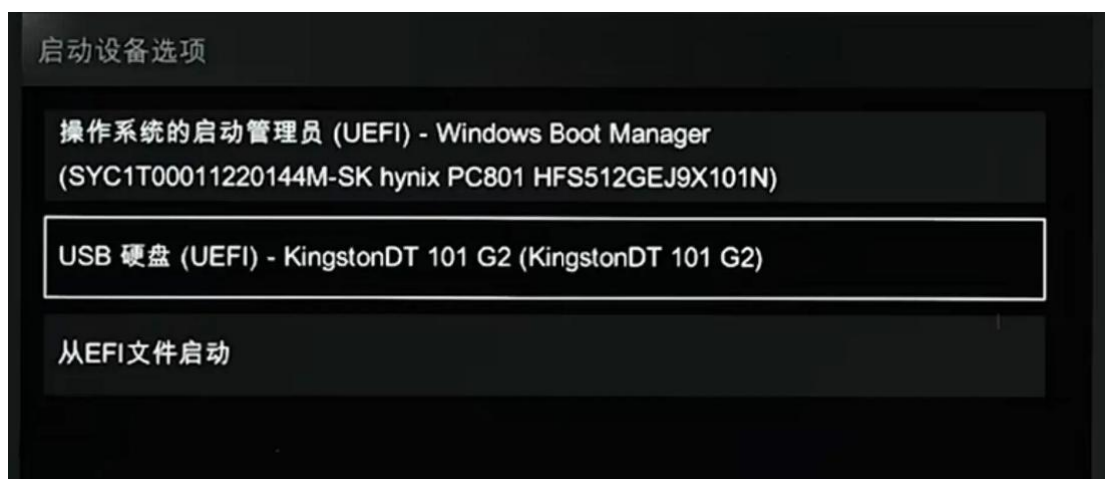 启动设备选项
操作系统的启动管理员 (UEFI) - Windows Boot Manager
(SYC1T00011220144M-SK hynix PC801 HFS512GEJ9X101N)
USB 硬盘 (UEFI) - KingstonDT 101 G2 (KingstonDT 101 G2)
从EFI文件启动